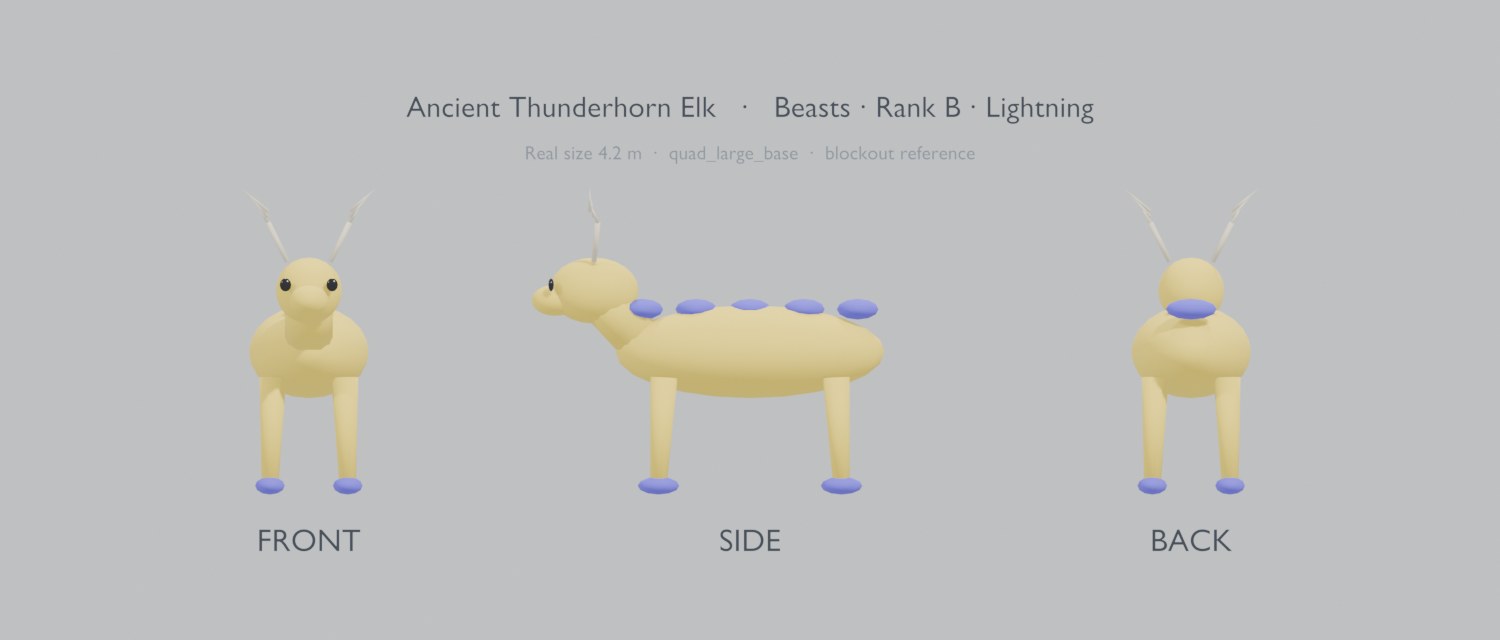 Ancient Thunderhorn Elk · Beasts · Rank B · Lightning
Real size 4.2 m · quad_large_base · blockout reference
FRONT
SIDE
BACK